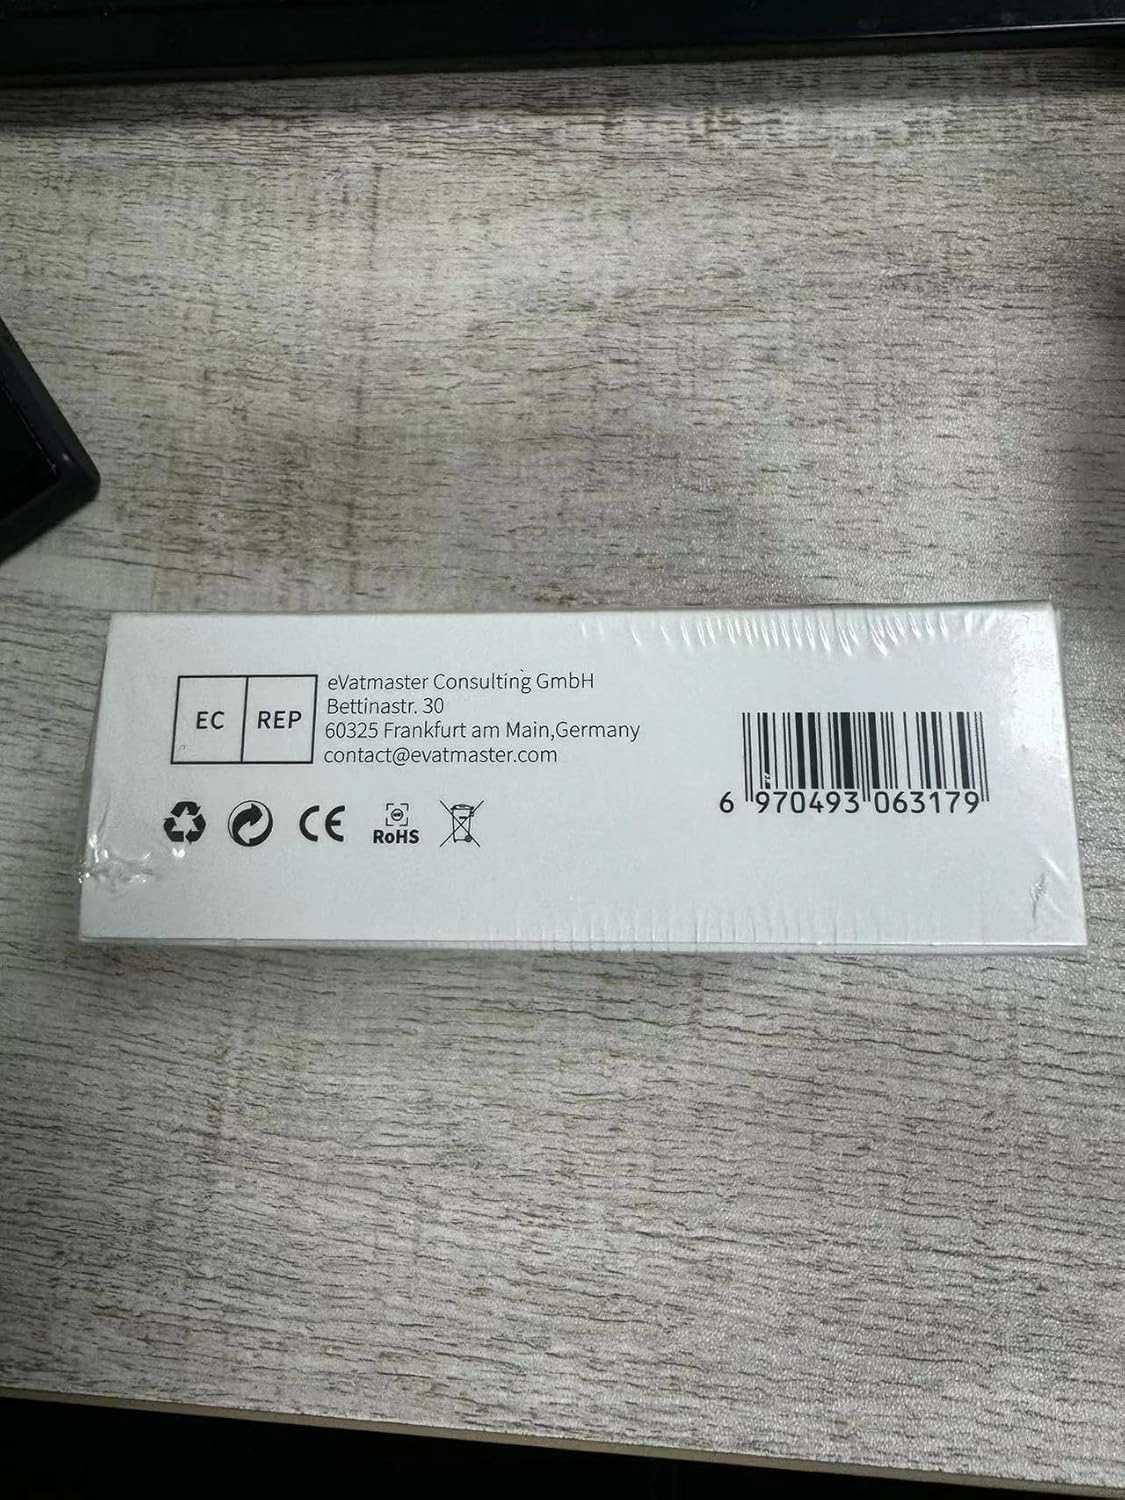 EC REP
eVatmaster Consulting GmbH
Bettinastr. 30
60325 Frankfurt am Main,Germany
contact@evatmaster.com
CE
RoHS
6 970493 063179